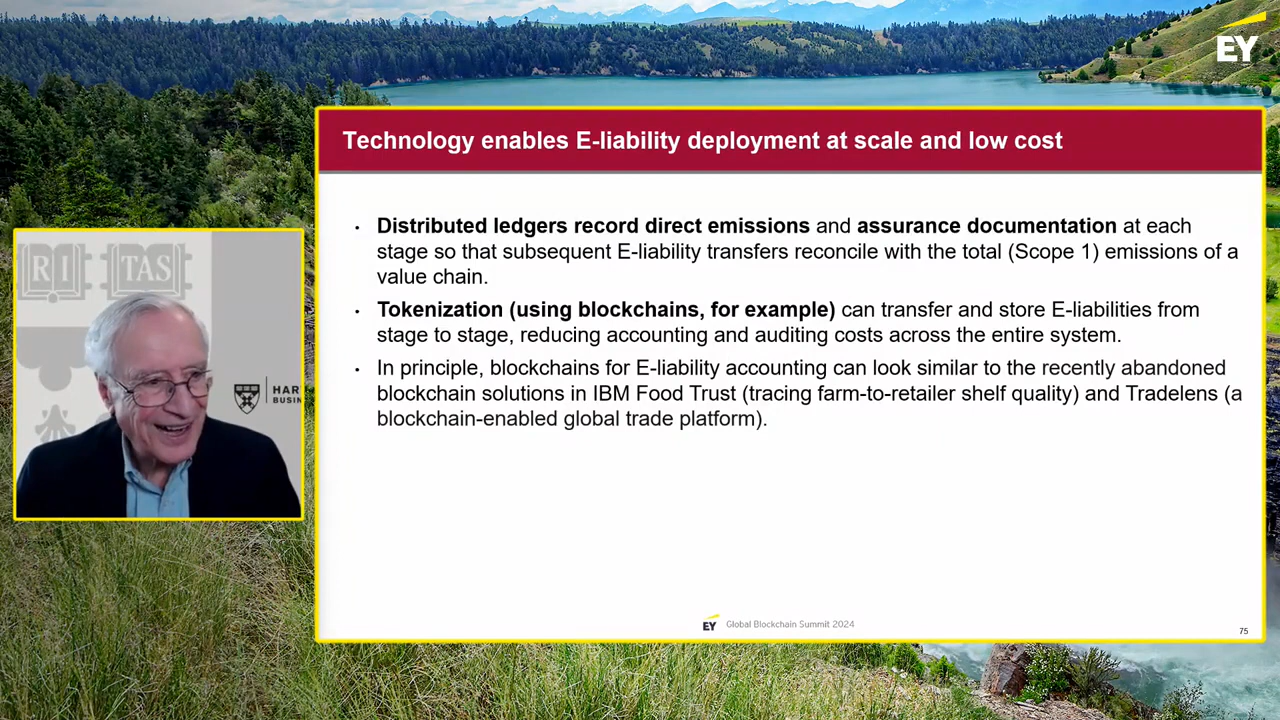 EY
Technology enables E-liability deployment at scale and low cost
• Distributed ledgers record direct emissions and assurance documentation at each
stage so that subsequent E-liability transfers reconcile with the total (Scope 1) emissions of a
value chain.
• Tokenization (using blockchains, for example) can transfer and store E-liabilities from
stage to stage, reducing accounting and auditing costs across the entire system.
• In principle, blockchains for E-liability accounting can look similar to the recently abandoned
blockchain solutions in IBM Food Trust (tracing farm-to-retailer shelf quality) and Tradelens (a
blockchain-enabled global trade platform).
RI TAS
HAR
BUSIN
EY Global Blockchain Summit 2024
75